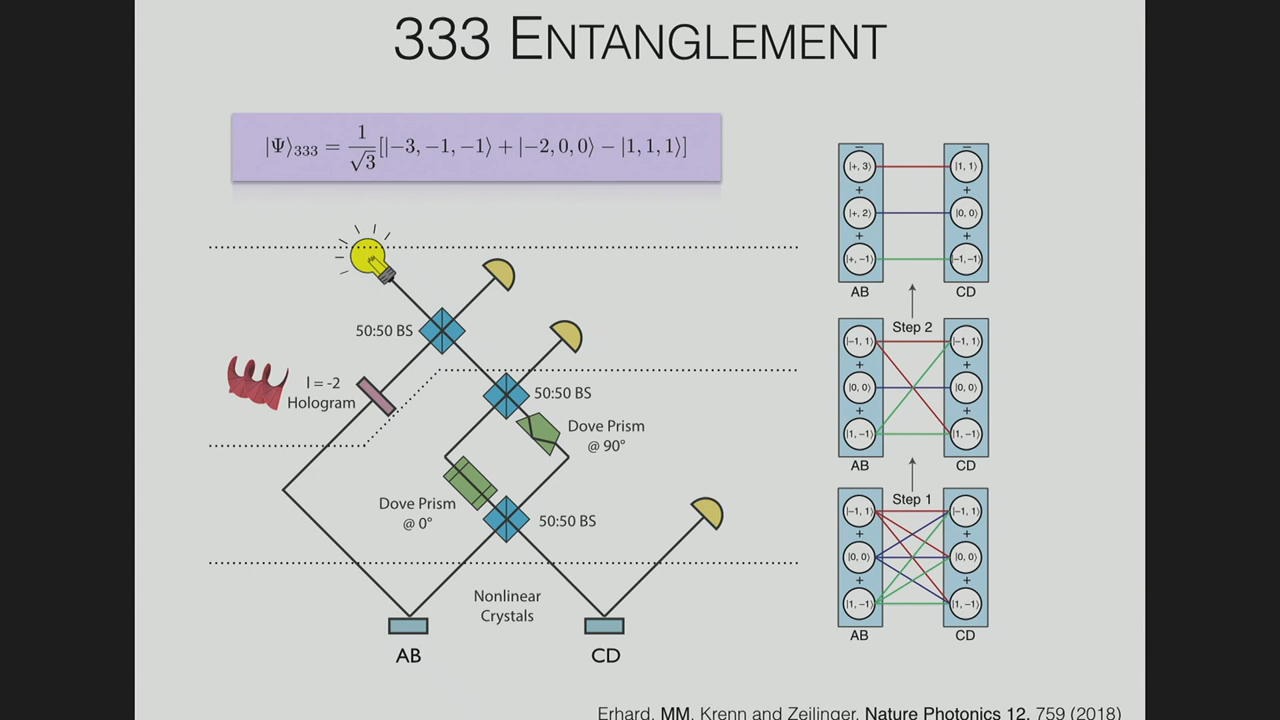 333 ENTANGLEMENT
|Ψ⟩₃₃₃ = 1/√3 [|−3, −1, −1⟩ + |−2, 0, 0⟩ − |1, 1, 1⟩]
50:50 BS
l = -2
Hologram
50:50 BS
Dove Prism
@ 90°
Dove Prism
@ 0°
50:50 BS
Nonlinear
Crystals
AB
CD
|+, 3⟩ |1, 1⟩
+ +
|+, 2⟩ |0, 0⟩
+ +
|+, −1⟩ |−1, −1⟩
AB CD
Step 2
|−1, 1⟩ |−1, 1⟩
+ +
|0, 0⟩ |0, 0⟩
+ +
|1, −1⟩ |1, −1⟩
AB CD
Step 1
|−1, 1⟩ |−1, 1⟩
+ +
|0, 0⟩ |0, 0⟩
+ +
|1, −1⟩ |1, −1⟩
AB CD
Erhard, MM, Krenn and Zeilinger, Nature Photonics 12, 759 (2018)